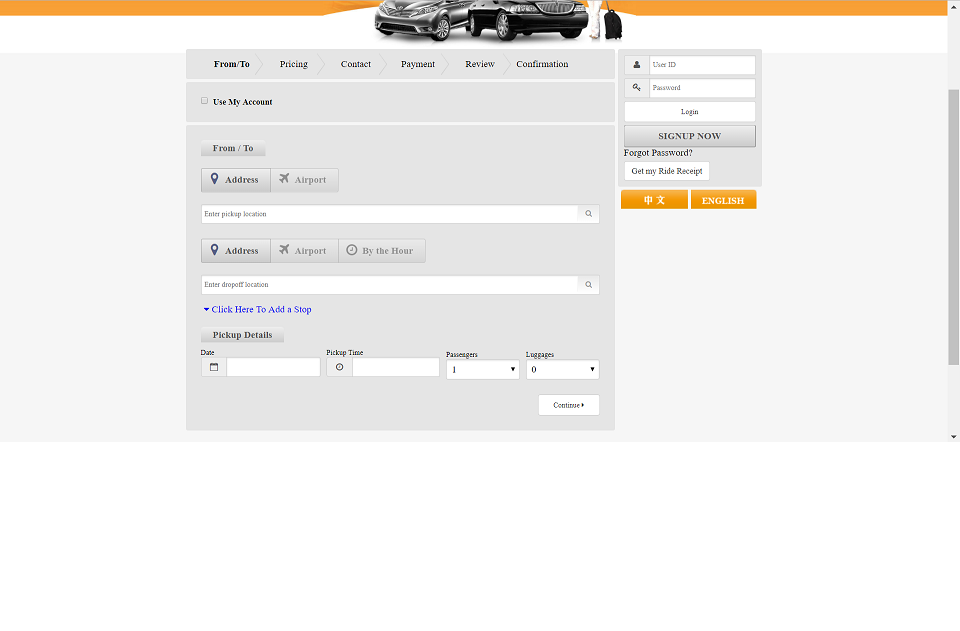 From/To
Pricing
Contact
Payment
Review
Confirmation
Use My Account
From / To
Address
Airport
Enter pickup location
Address
Airport
By the Hour
Enter dropoff location
Click Here To Add a Stop
Pickup Details
Date
Pickup Time
Passengers
Luggages
1
0
Continue
User ID
Password
Login
SIGNUP NOW
Forgot Password?
Get my Ride Receipt
中 文
ENGLISH